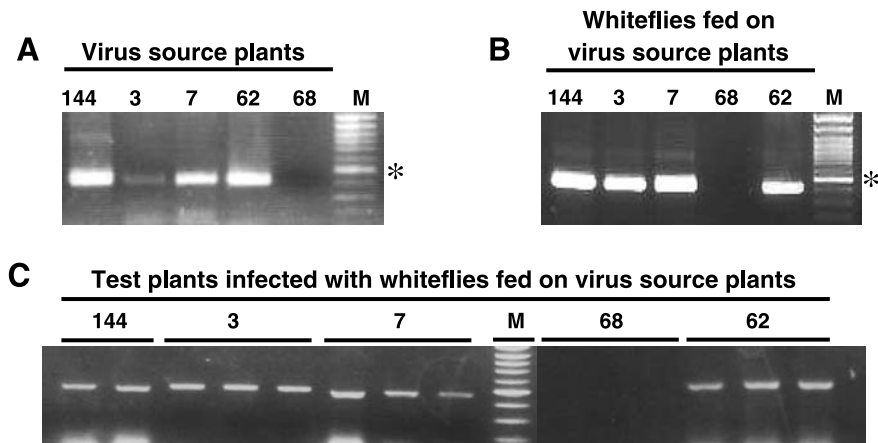 A
Virus source plants
144 3 7 62 68 M
*
B
Whiteflies fed on
virus source plants
144 3 7 68 62 M
*
C
Test plants infected with whiteflies fed on virus source plants
144 3 7 M 68 62